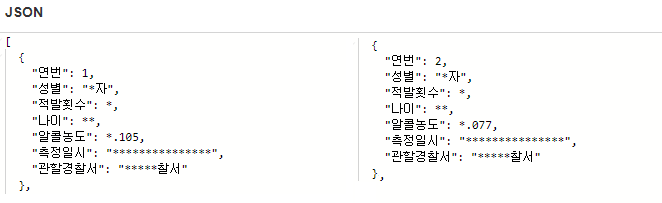 JSON
[
{
"연번": 1,
"성별": "*자",
"적발횟수": *,
"나이": **,
"알콜농도": *.105,
"측정일시": "***************",
"관할경찰서": "*****찰서"
},
{
"연번": 2,
"성별": "*자",
"적발횟수": *,
"나이": **,
"알콜농도": *.077,
"측정일시": "***************",
"관할경찰서": "*****찰서"
},